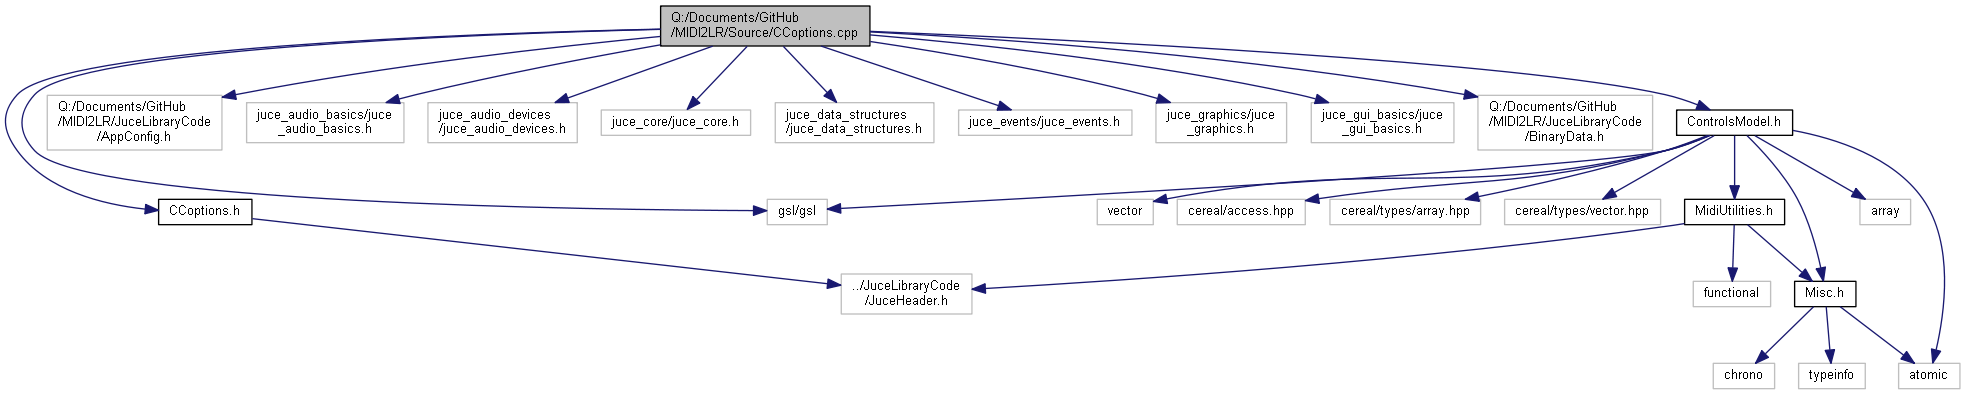 Q:/Documents/GitHub
/MIDI2LR/Source/CCoptions.cpp
Q:/Documents/GitHub
/MIDI2LR/JuceLibraryCode
/AppConfig.h
juce_audio_basics/juce
_audio_basics.h
juce_audio_devices
/juce_audio_devices.h
juce_core/juce_core.h
juce_data_structures
/juce_data_structures.h
juce_events/juce_events.h
juce_graphics/juce
_graphics.h
juce_gui_basics/juce
_gui_basics.h
Q:/Documents/GitHub
/MIDI2LR/JuceLibraryCode
/BinaryData.h
ControlsModel.h
CCoptions.h
gsl/gsl
vector
cereal/access.hpp
cereal/types/array.hpp
cereal/types/vector.hpp
MidiUtilities.h
array
../JuceLibraryCode
/JuceHeader.h
functional
Misc.h
chrono
typeinfo
atomic